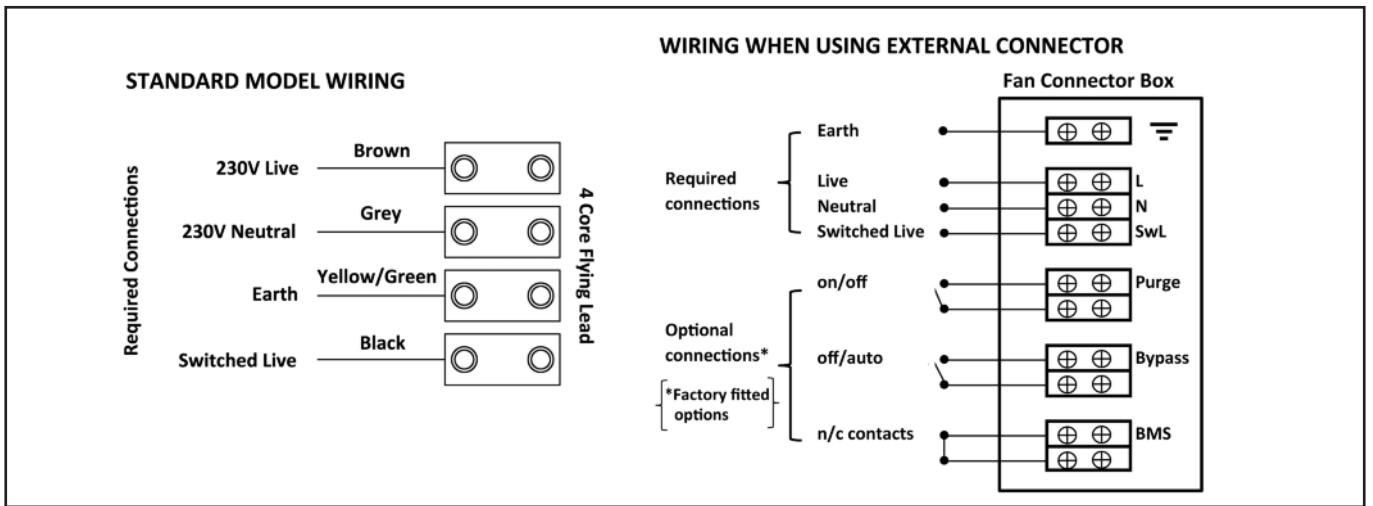 STANDARD MODEL WIRING
Required Connections
230V Live
Brown
230V Neutral
Grey
Earth
Yellow/Green
Switched Live
Black
4 Core Flying Lead
WIRING WHEN USING EXTERNAL CONNECTOR
Fan Connector Box
Required
connections
Earth
Live
L
Neutral
N
Switched Live
SwL
Optional
connections*
*Factory fitted
options
on/off
Purge
off/auto
Bypass
n/c contacts
BMS